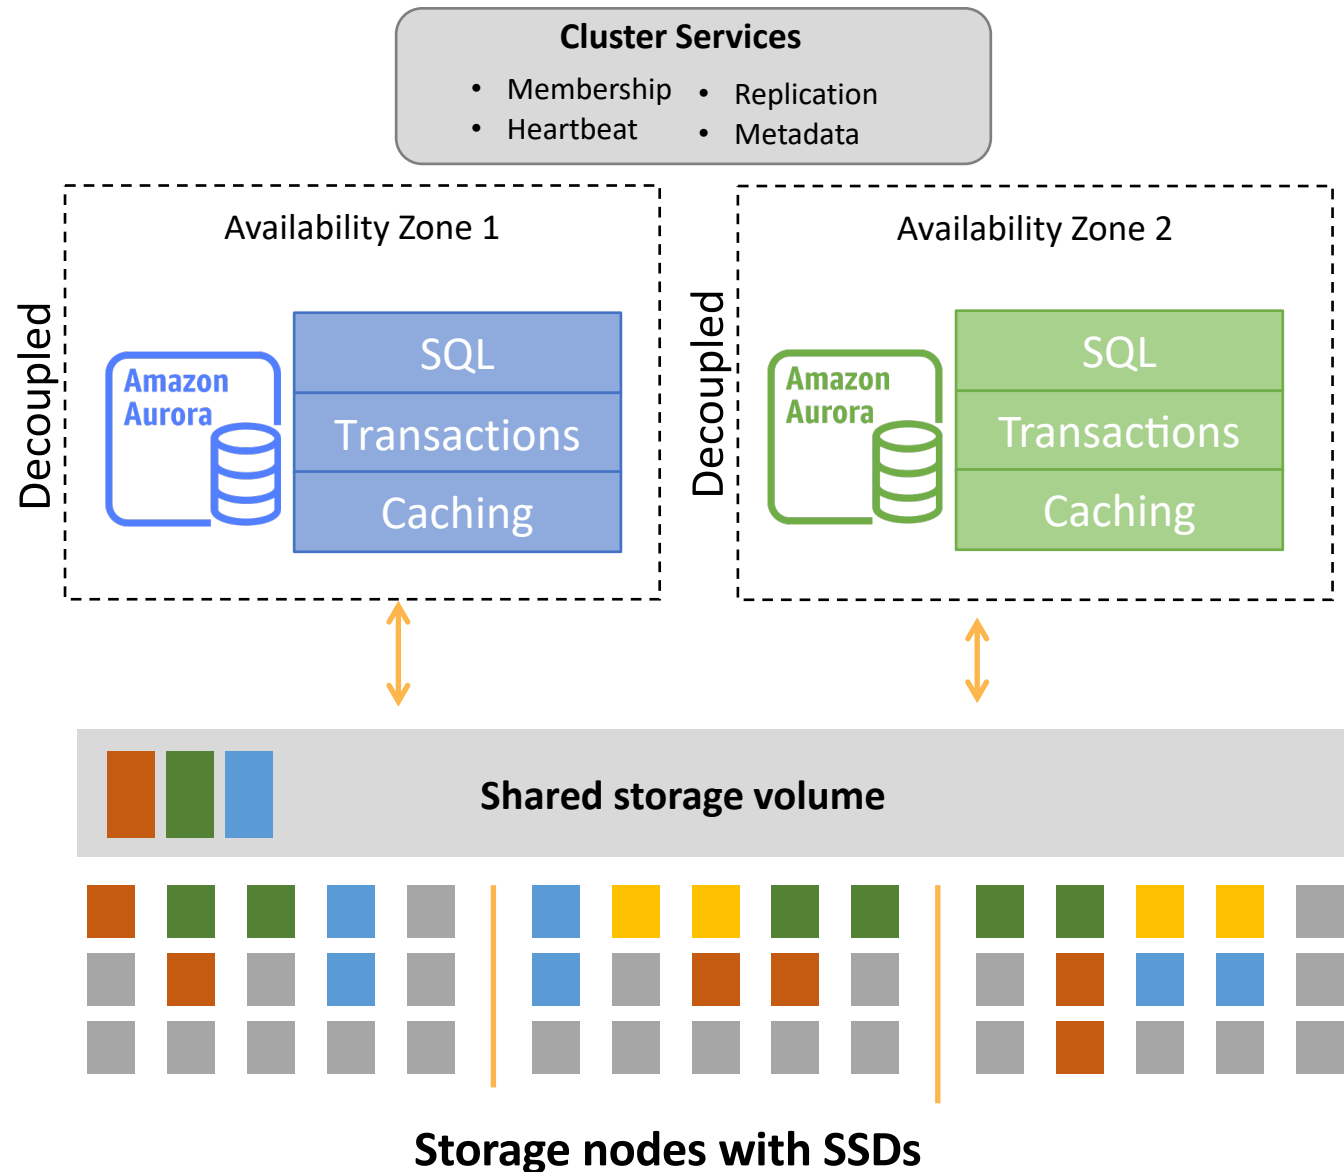 Cluster Services
• Membership
• Heartbeat
• Replication
• Metadata
Decoupled
Availability Zone 1
Amazon
Aurora
SQL
Transactions
Caching
Decoupled
Availability Zone 2
Amazon
Aurora
SQL
Transactions
Caching
Shared storage volume
Storage nodes with SSDs